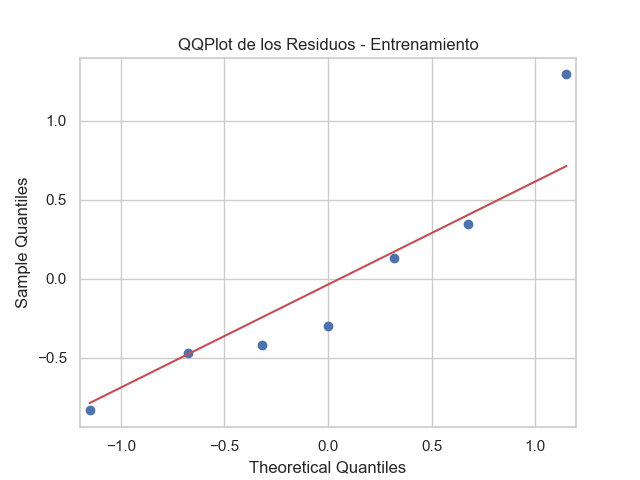 QQPlot de los Residuos - Entrenamiento
1.0
0.5
0.0
−0.5
Sample Quantiles
−1.0 −0.5 0.0 0.5 1.0
Theoretical Quantiles